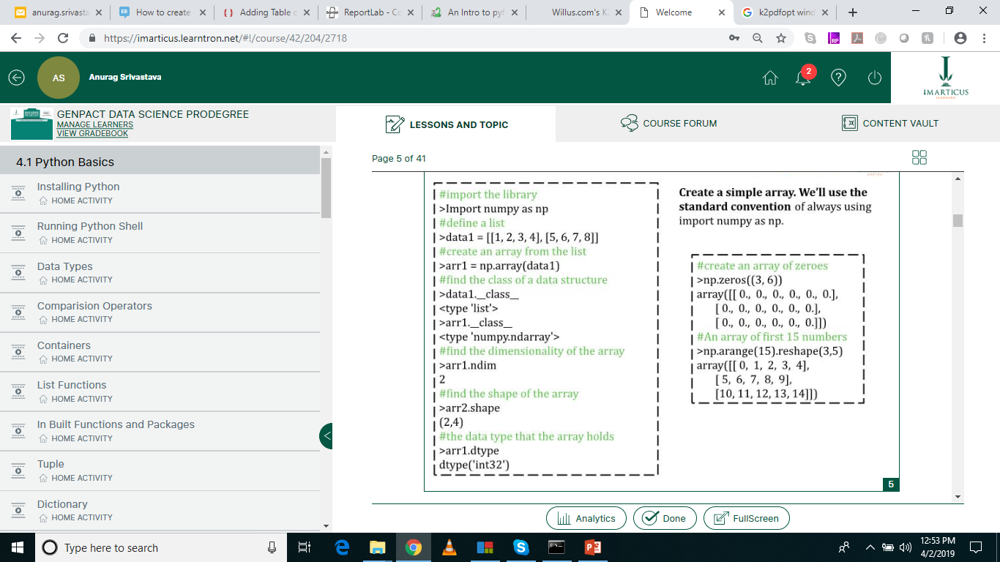 anurag.srivasta
How to create
Adding Table o
ReportLab - Co
An Intro to pyf
Willus.com's K
Welcome
k2pdfopt wind
https://imarticus.learntron.net/#!/course/42/204/2718
AS
Anurag Srivastava
2
IMARTICUS
LEARNING
GENPACT DATA SCIENCE PRODEGREE
MANAGE LEARNERS
VIEW GRADEBOOK
LESSONS AND TOPIC
COURSE FORUM
CONTENT VAULT
4.1 Python Basics
Installing Python
HOME ACTIVITY
Running Python Shell
HOME ACTIVITY
Data Types
HOME ACTIVITY
Comparision Operators
HOME ACTIVITY
Containers
HOME ACTIVITY
List Functions
HOME ACTIVITY
In Built Functions and Packages
HOME ACTIVITY
Tuple
HOME ACTIVITY
Dictionary
HOME ACTIVITY
Page 5 of 41
#import the library
>Import numpy as np
#define a list
>data1 = [[1, 2, 3, 4], [5, 6, 7, 8]]
#create an array from the list
>arr1 = np.array(data1)
#find the class of a data structure
>data1.__class__
<type 'list'>
>arr1.__class__
<type 'numpy.ndarray'>
#find the dimensionality of the array
>arr1.ndim
2
#find the shape of the array
>arr2.shape
(2,4)
#the data type that the array holds
>arr1.dtype
dtype('int32')
Create a simple array. We'll use the
standard convention of always using
import numpy as np.
#create an array of zeroes
>np.zeros((3, 6))
array([[ 0., 0., 0., 0., 0., 0.],
[ 0., 0., 0., 0., 0., 0.],
[ 0., 0., 0., 0., 0., 0.]])
#An array of first 15 numbers
>np.arange(15).reshape(3,5)
array([[ 0, 1, 2, 3, 4],
[ 5, 6, 7, 8, 9],
[10, 11, 12, 13, 14]])
5
Analytics
Done
FullScreen
Type here to search
12:53 PM
4/2/2019